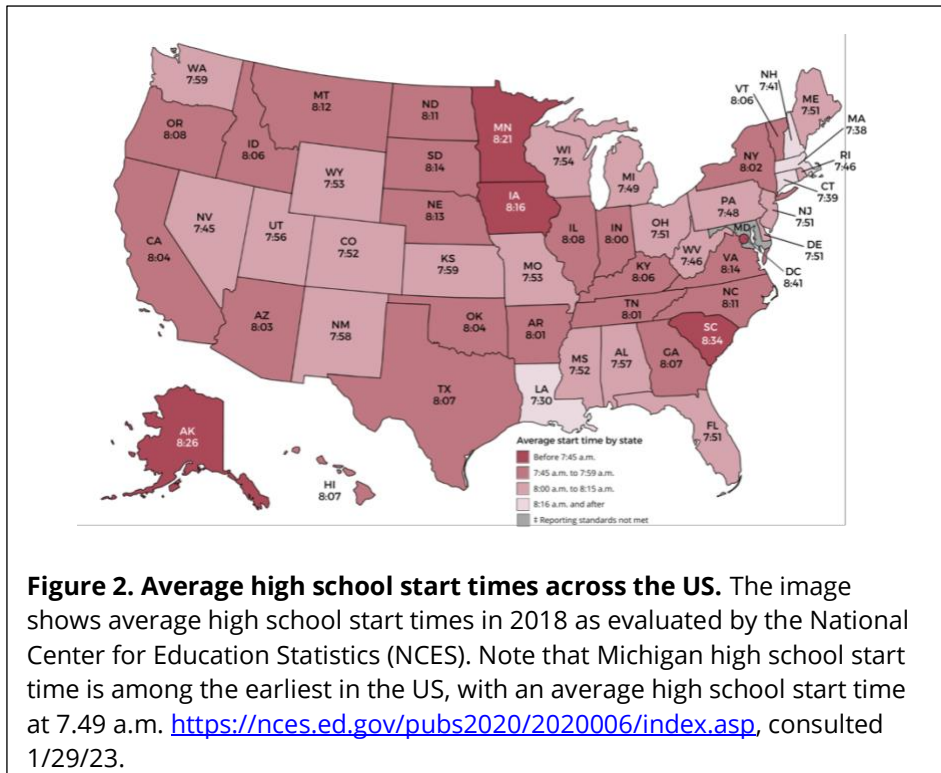 WA
7:59
MT
8:12
ND
8:11
MN
8:21
OR
8:08
ID
8:06
SD
8:14
WY
7:53
WI
7:54
MI
7:49
NH
7:41
VT
8:06
ME
7:51
MA
7:38
NY
8:02
RI
7:46
CT
7:39
IA
8:16
NE
8:13
NV
7:45
UT
7:56
CO
7:52
CA
8:04
KS
7:59
MO
7:53
IL
8:08
IN
8:00
OH
7:51
PA
7:48
NJ
7:51
MD
DE
7:51
DC
8:41
WV
7:46
VA
8:14
KY
8:06
NC
8:11
TN
8:01
AZ
8:03
NM
7:58
OK
8:04
AR
8:01
SC
8:34
MS
7:52
AL
7:57
GA
8:07
TX
8:07
LA
7:30
FL
7:51
AK
8:26
HI
8:07
Average start time by state
Before 7:45 a.m.
7:45 a.m. to 7:59 a.m.
8:00 a.m. to 8:15 a.m.
8:16 a.m. and after
‡ Reporting standards not met
Figure 2. Average high school start times across the US. The image
shows average high school start times in 2018 as evaluated by the National
Center for Education Statistics (NCES). Note that Michigan high school start
time is among the earliest in the US, with an average high school start time
at 7.49 a.m. https://nces.ed.gov/pubs2020/2020006/index.asp, consulted
1/29/23.